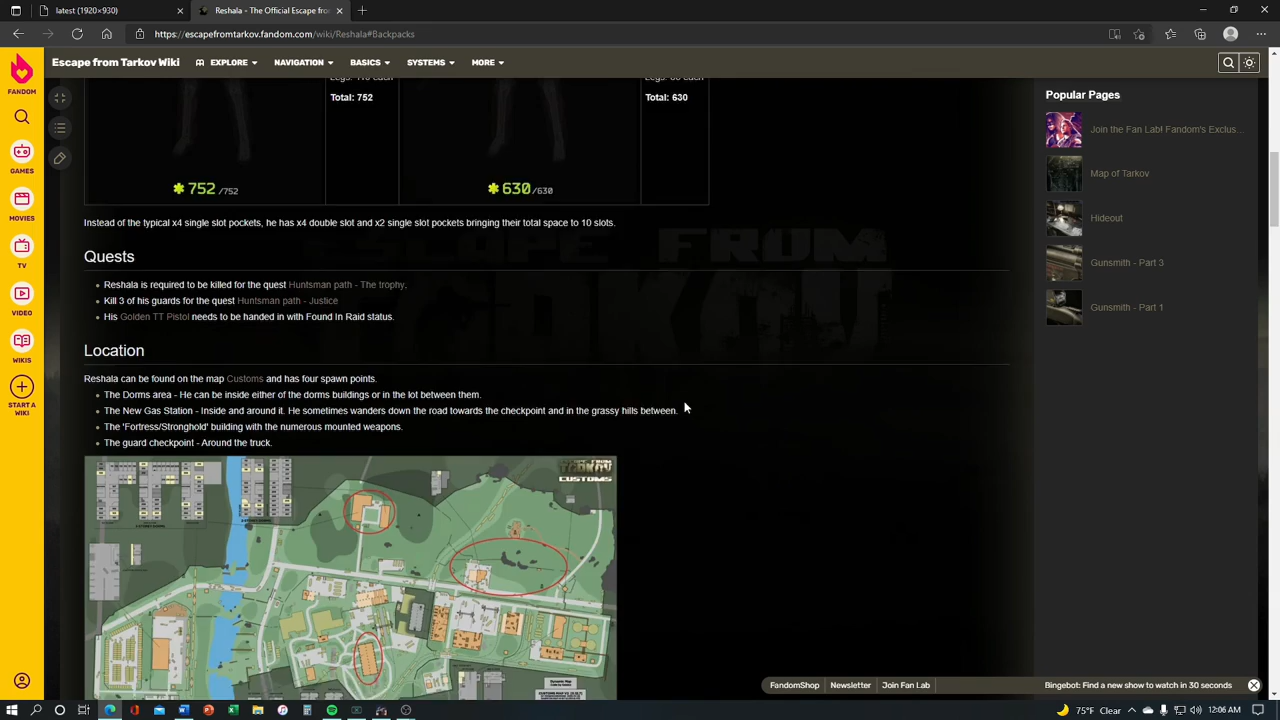 latest (1920×930)
Reshala - The Official Escape fro
https://escapefromtarkov.fandom.com/wiki/Reshala#Backpacks
Escape from Tarkov Wiki
EXPLORE
NAVIGATION
BASICS
SYSTEMS
MORE
FANDOM
GAMES
MOVIES
TV
VIDEO
WIKIS
START A
WIKI
Total: 752
Total: 630
752 /752
630 /630
Instead of the typical x4 single slot pockets, he has x4 double slot and x2 single slot pockets bringing their total space to 10 slots.
Quests
Reshala is required to be killed for the quest Huntsman path - The trophy.
Kill 3 of his guards for the quest Huntsman path - Justice
His Golden TT Pistol needs to be handed in with Found In Raid status.
Location
Reshala can be found on the map Customs and has four spawn points.
The Dorms area - He can be inside either of the dorms buildings or in the lot between them.
The New Gas Station - Inside and around it. He sometimes wanders down the road towards the checkpoint and in the grassy hills between.
The 'Fortress/Stronghold' building with the numerous mounted weapons.
The guard checkpoint - Around the truck.
TARKOV
CUSTOMS
ESCAPE FROM
TARKOV
Popular Pages
Join the Fan Lab! Fandom's Exclus...
Map of Tarkov
Hideout
Gunsmith - Part 3
Gunsmith - Part 1
FandomShop
Newsletter
Join Fan Lab
Bingebot: Find a new show to watch in 30 seconds
75°F Clear
12:06 AM